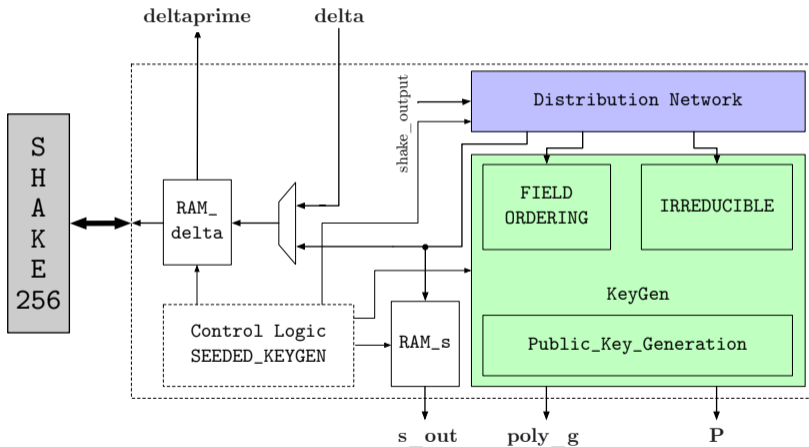 deltaprime
delta
shake_output
Distribution Network
S
H
A
K
E
256
RAM_
delta
FIELD
ORDERING
IRREDUCIBLE
KeyGen
Control Logic
SEEDED_KEYGEN
RAM_s
Public_Key_Generation
s_out
poly_g
P